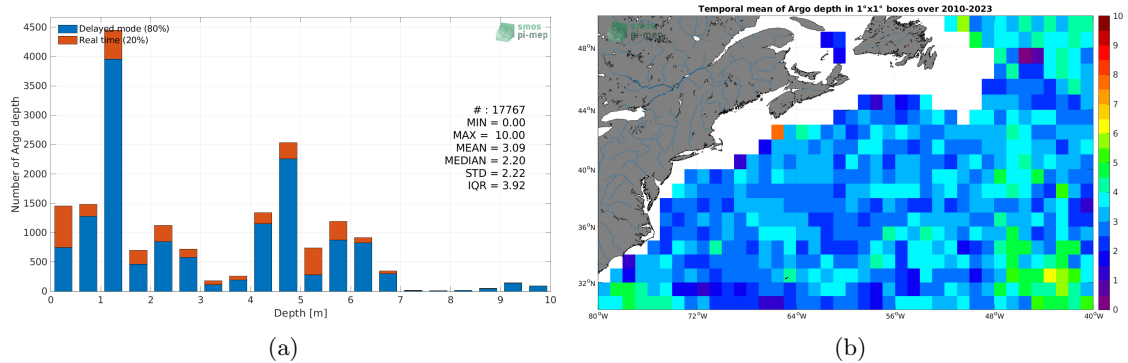 Delayed mode (80%)
Real time (20%)
smos
pi-mep
# : 17767
MIN = 0.00
MAX = 10.00
MEAN = 3.09
MEDIAN = 2.20
STD = 2.22
IQR = 3.92
Number of Argo depth
4500
4000
3500
3000
2500
2000
1500
1000
500
0
0 1 2 3 4 5 6 7 8 9 10
Depth [m]
(a)
Temporal mean of Argo depth in 1°x1° boxes over 2010-2023
smos
pi-mep
48°N
44°N
40°N
36°N
32°N
80°W 72°W 64°W 56°W 48°W 40°W
10
9
8
7
6
5
4
3
2
1
0
(b)